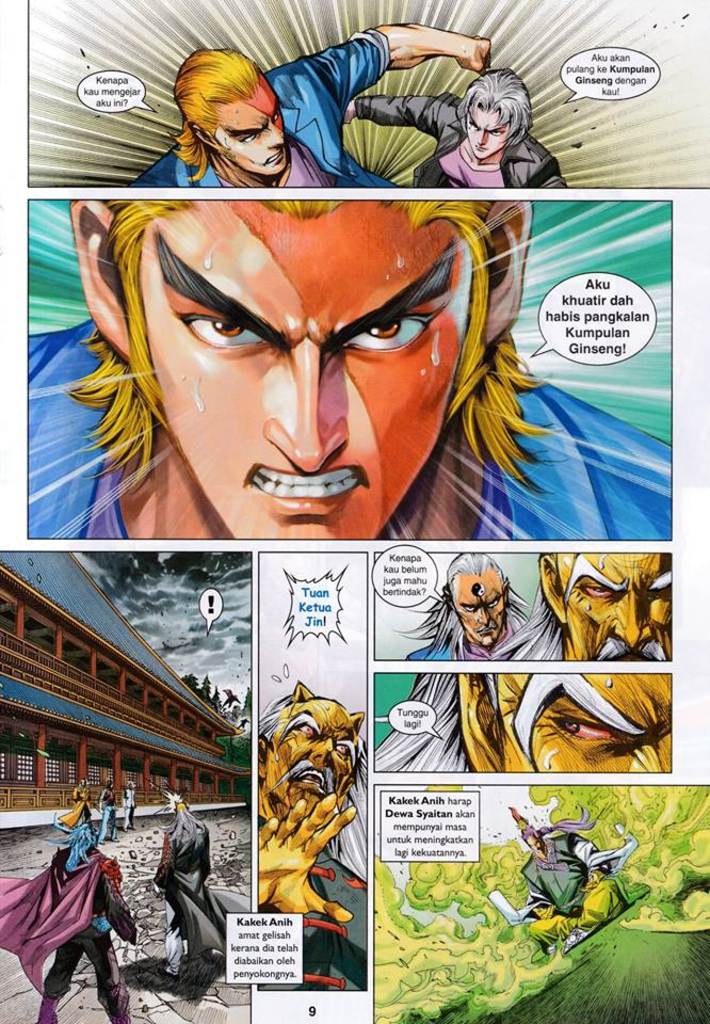 Kenapa
kau mengejar
aku ini?
Aku akan
pulang ke Kumpulan
Ginseng dengan
kau!
Aku
khuatir dah
habis pangkalan
Kumpulan
Ginseng!
!
Tuan
Ketua
Jin!
Kakek Anih
amat gelisah
kerana dia telah
diabaikan oleh
penyokongnya.
Kenapa
kau belum
juga mahu
bertindak?
Tunggu
lagi!
Kakek Anih harap
Dewa Syaitan akan
mempunyai masa
untuk meningkatkan
lagi kekuatannya.
9